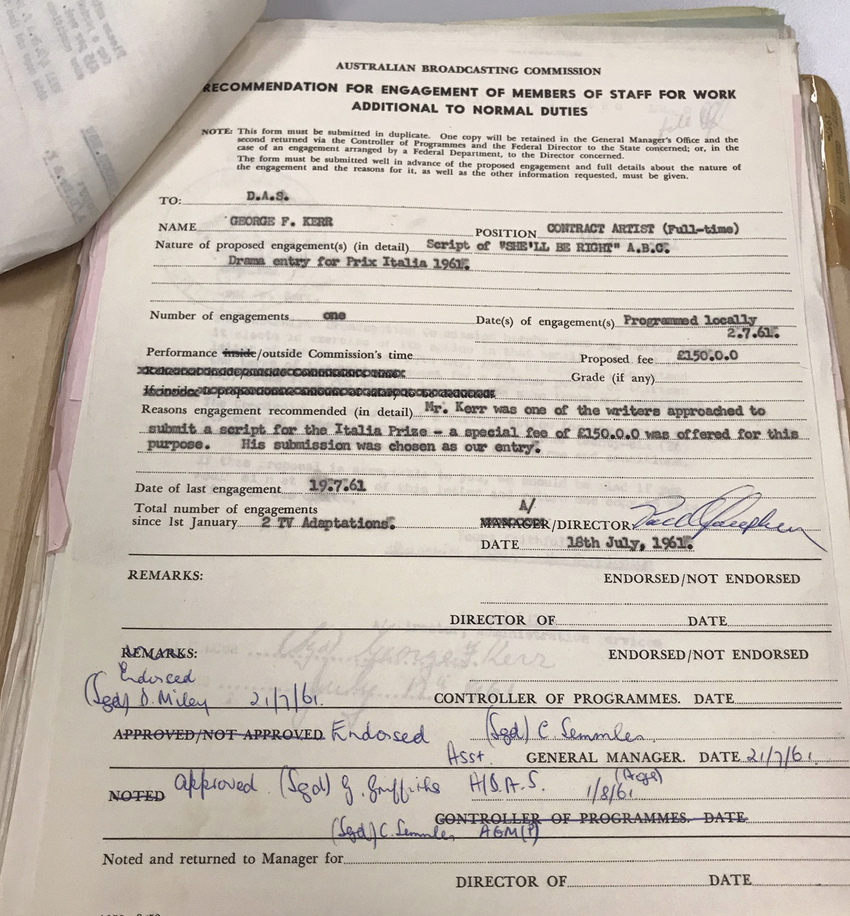 AUSTRALIAN BROADCASTING COMMISSION
RECOMMENDATION FOR ENGAGEMENT OF MEMBERS OF STAFF FOR WORK
ADDITIONAL TO NORMAL DUTIES
NOTE: This form must be submitted in duplicate. One copy will be retained in the General Manager's Office and the
second returned via the Controller of Programmes and the Federal Director to the State concerned; or, in the
case of an engagement arranged by a Federal Department, to the Director concerned.
The form must be submitted well in advance of the proposed engagement and full details about the nature of
the engagement and the reasons for it, as well as the other information requested, must be given.
TO: D.A.S.
NAME GEORGE F. KERR POSITION CONTRACT ARTIST (Full-time)
Nature of proposed engagement(s) (in detail) Script of "SHE'LL BE RIGHT" A.B.C.
Drama entry for Prix Italia 1961.
Number of engagements one Date(s) of engagement(s) Programmed locally
2.7.61.
Performance inside/outside Commission's time Proposed fee £150.0.0
Grade (if any)
If inside
Reasons engagement recommended (in detail) Mr. Kerr was one of the writers approached to
submit a script for the Italia Prize - a special fee of £150.0.0 was offered for this
purpose. His submission was chosen as our entry.
Date of last engagement 19.7.61
Total number of engagements A/
since 1st January 2 TV Adaptations. MANAGER/DIRECTOR
DATE 18th July, 1961.
REMARKS: ENDORSED/NOT ENDORSED
DIRECTOR OF DATE
REMARKS: ENDORSED/NOT ENDORSED
Endorsed
(Sgd) D. Miley 21/7/61. CONTROLLER OF PROGRAMMES. DATE
APPROVED/NOT APPROVED Endorsed (Sgd) C. Semmler
Asst. GENERAL MANAGER. DATE 21/7/61.
NOTED Approved. (Sgd) G. Griffiths A/D.A.S. 1/8/61
CONTROLLER OF PROGRAMMES. DATE
(Sgd) C. Semmler AGM(P)
Noted and returned to Manager for
DIRECTOR OF DATE